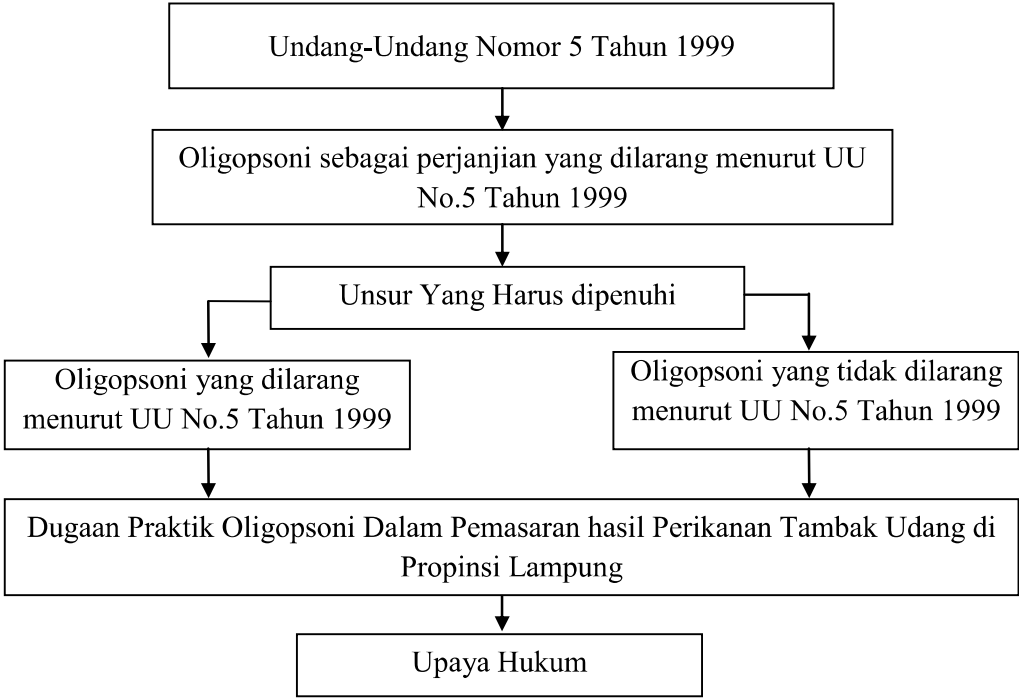 Undang-Undang Nomor 5 Tahun 1999
Oligopsoni sebagai perjanjian yang dilarang menurut UU
No.5 Tahun 1999
Unsur Yang Harus dipenuhi
Oligopsoni yang dilarang
menurut UU No.5 Tahun 1999
Oligopsoni yang tidak dilarang
menurut UU No.5 Tahun 1999
Dugaan Praktik Oligopsoni Dalam Pemasaran hasil Perikanan Tambak Udang di
Propinsi Lampung
Upaya Hukum